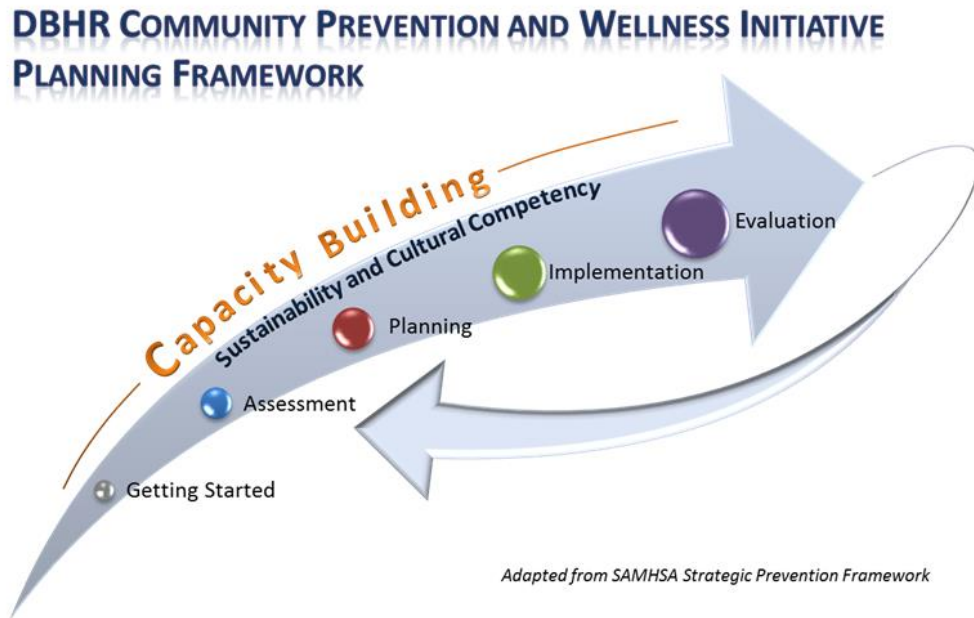 DBHR COMMUNITY PREVENTION AND WELLNESS INITIATIVE
PLANNING FRAMEWORK
Capacity Building
Sustainability and Cultural Competency
Evaluation
Implementation
Planning
Assessment
Getting Started
Adapted from SAMHSA Strategic Prevention Framework